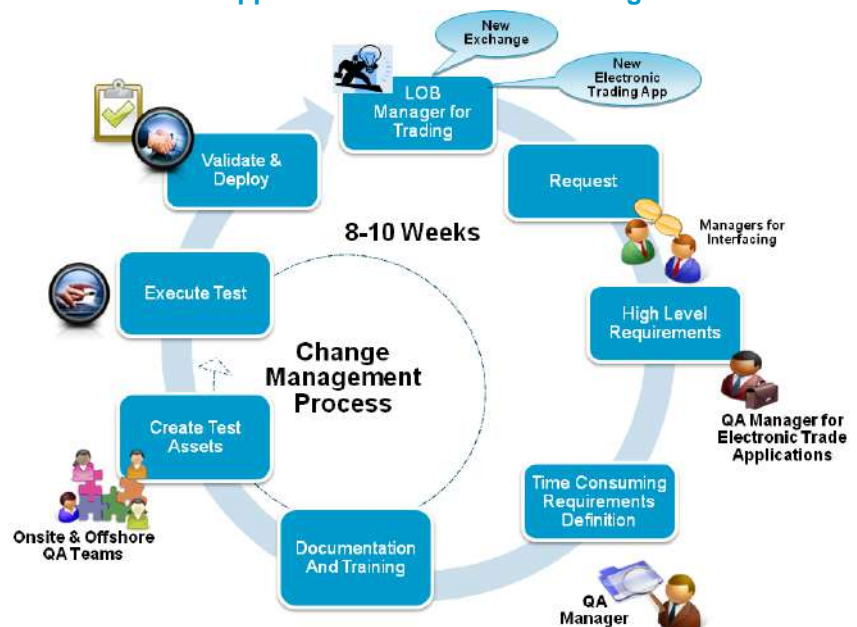 New
Exchange
New
Electronic
Trading App
LOB
Manager for
Trading
Request
Managers for
Interfacing
High Level
Requirements
QA Manager for
Electronic Trade
Applications
Time Consuming
Requirements
Definition
QA
Manager
Documentation
And Training
Create Test
Assets
Onsite & Offshore
QA Teams
Execute Test
Validate &
Deploy
8-10 Weeks
Change
Management
Process